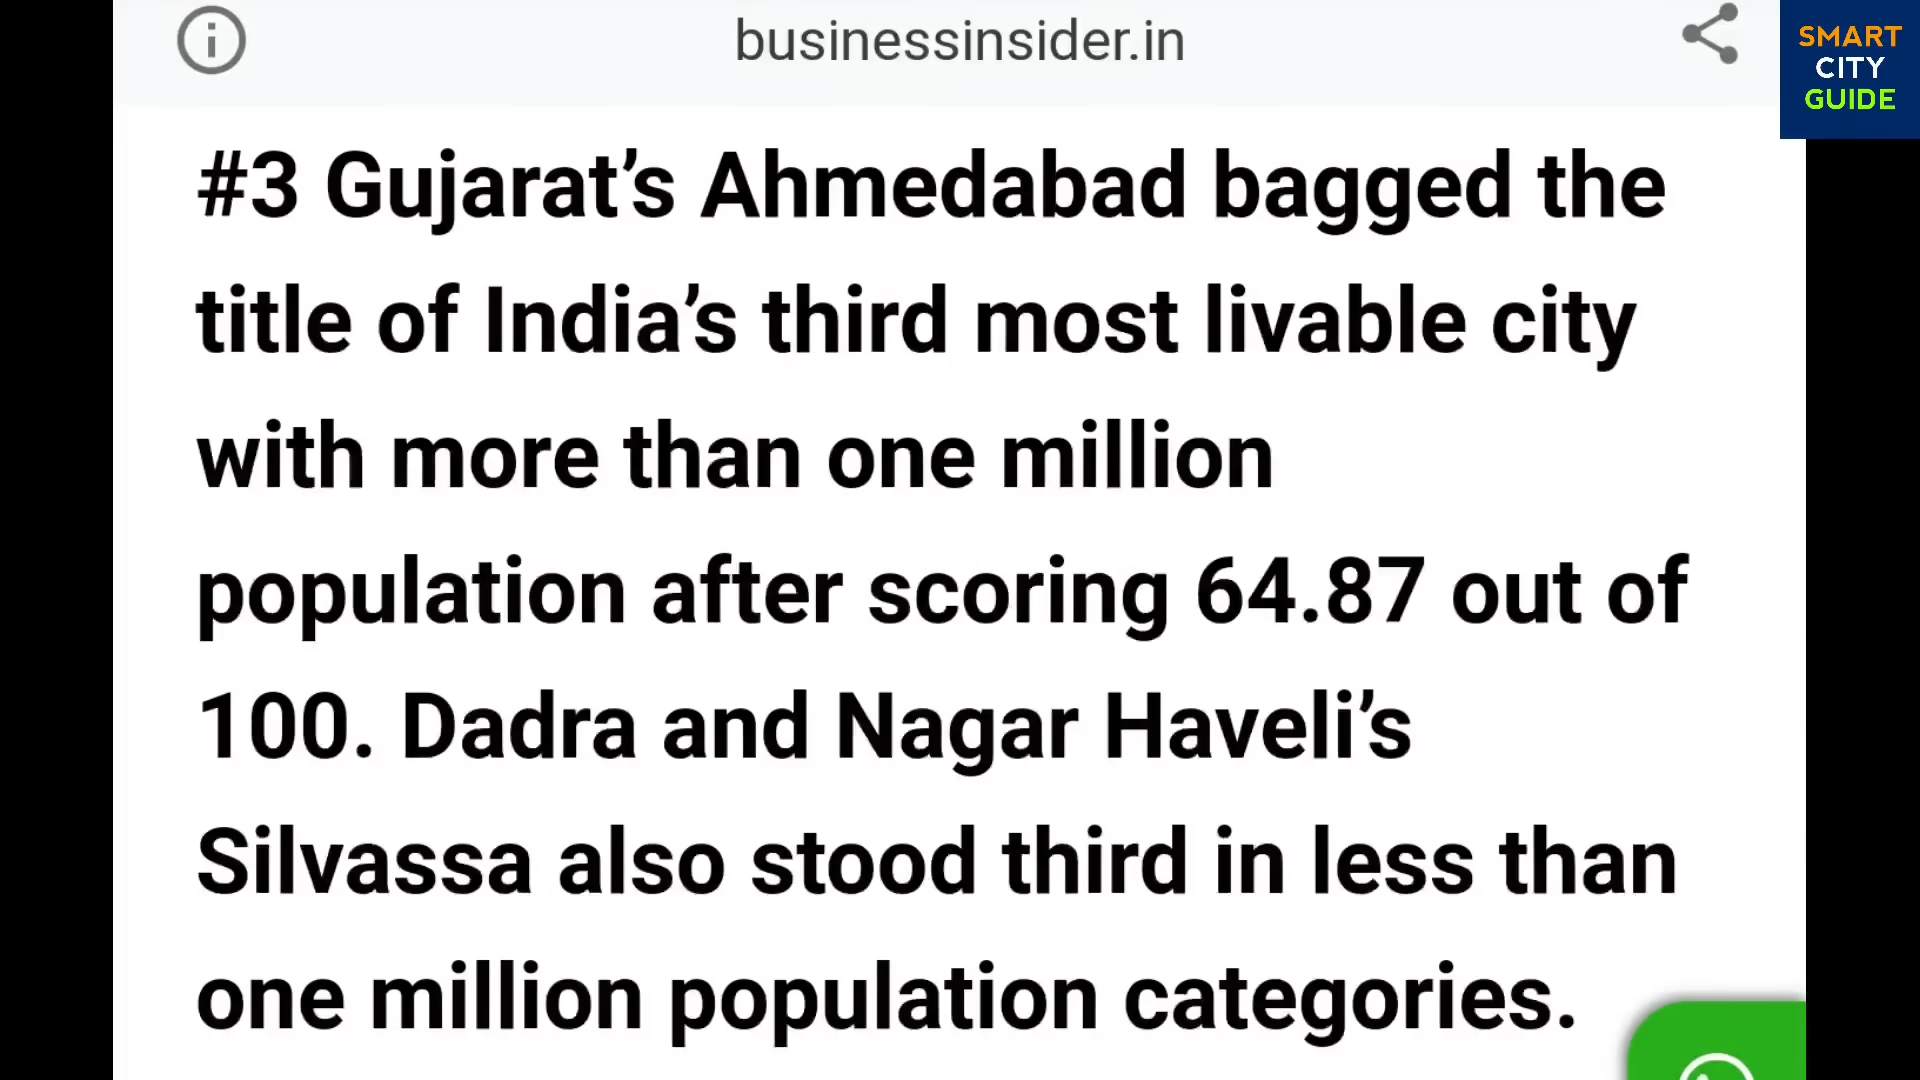 businessinsider.in
SMART
CITY
GUIDE
#3 Gujarat’s Ahmedabad bagged the
title of India’s third most livable city
with more than one million
population after scoring 64.87 out of
100. Dadra and Nagar Haveli’s
Silvassa also stood third in less than
one million population categories.